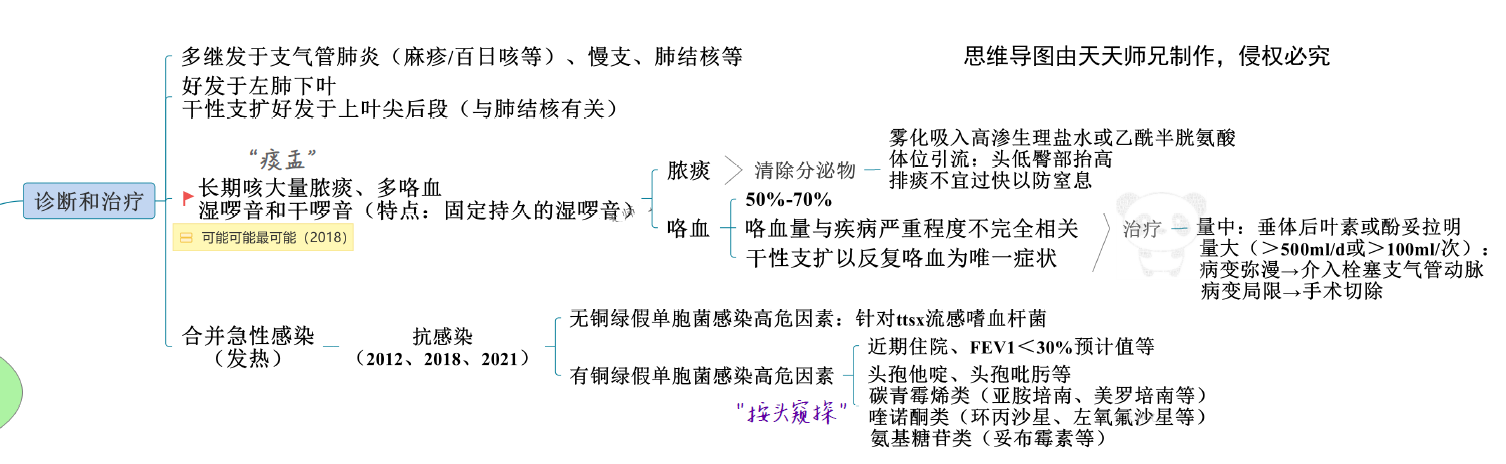 多继发于支气管肺炎（麻疹/百日咳等）、慢支、肺结核等
思维导图由天天师兄制作，侵权必究
好发于左肺下叶
干性支扩好发于上叶尖后段（与肺结核有关）
“痰盂”
诊断和治疗
长期咳大量脓痰、多咯血
湿啰音和干啰音（特点：固定持久的湿啰音）
可能可能最可能（2018）
脓痰
清除分泌物
雾化吸入高渗生理盐水或乙酰半胱氨酸
体位引流：头低臀部抬高
排痰不宜过快以防窒息
咯血
50%-70%
咯血量与疾病严重程度不完全相关
干性支扩以反复咯血为唯一症状
治疗
量中：垂体后叶素或酚妥拉明
量大（＞500ml/d或＞100ml/次）：
病变弥漫→介入栓塞支气管动脉
病变局限→手术切除
合并急性感染
（发热）
抗感染
（2012、2018、2021）
无铜绿假单胞菌感染高危因素：针对ttsx流感嗜血杆菌
有铜绿假单胞菌感染高危因素
近期住院、FEV1＜30%预计值等
头孢他啶、头孢吡肟等
碳青霉烯类（亚胺培南、美罗培南等）
喹诺酮类（环丙沙星、左氧氟沙星等）
氨基糖苷类（妥布霉素等）
"按头窥探"